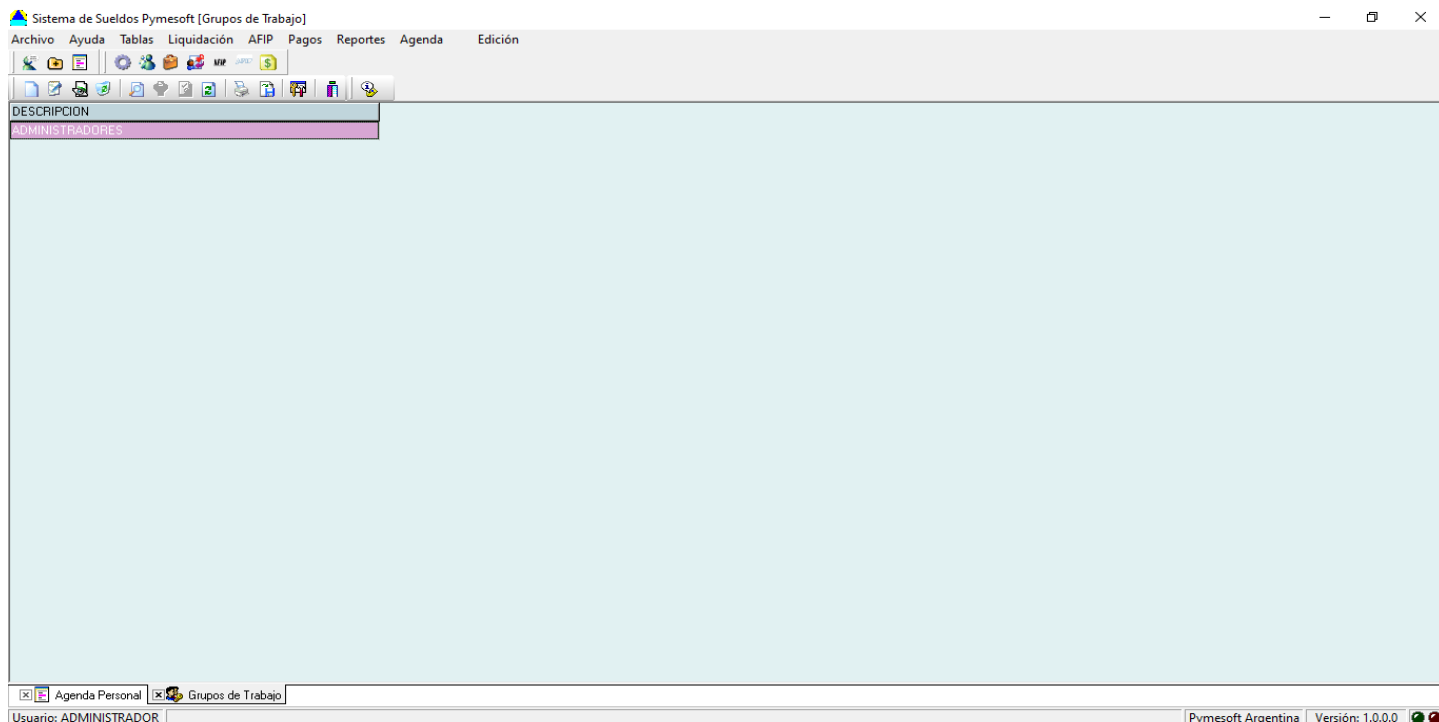 Sistema de Sueldos Pymesoft [Grupos de Trabajo]
Archivo Ayuda Tablas Liquidación AFIP Pagos Reportes Agenda Edición
DESCRIPCION
ADMINISTRADORES
Agenda Personal Grupos de Trabajo
Usuario: ADMINISTRADOR Pymesoft Argentina Versión: 1.0.0.0